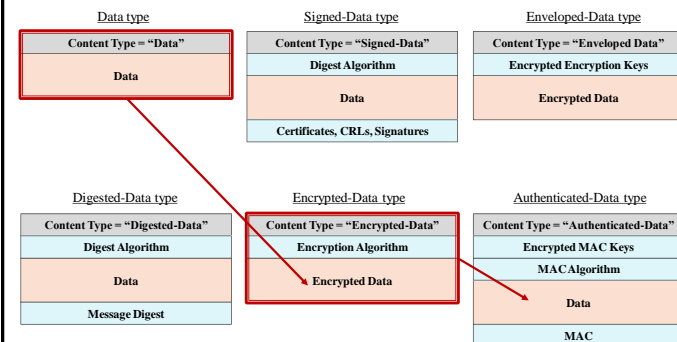 Data type
Content Type = “Data”
Data
Signed-Data type
Content Type = “Signed-Data”
Digest Algorithm
Data
Certificates, CRLs, Signatures
Enveloped-Data type
Content Type = “Enveloped Data”
Encrypted Encryption Keys
Encrypted Data
Digested-Data type
Content Type = “Digested-Data”
Digest Algorithm
Data
Message Digest
Encrypted-Data type
Content Type = “Encrypted-Data”
Encryption Algorithm
Encrypted Data
Authenticated-Data type
Content Type = “Authenticated-Data”
Encrypted MAC Keys
MAC Algorithm
Data
MAC